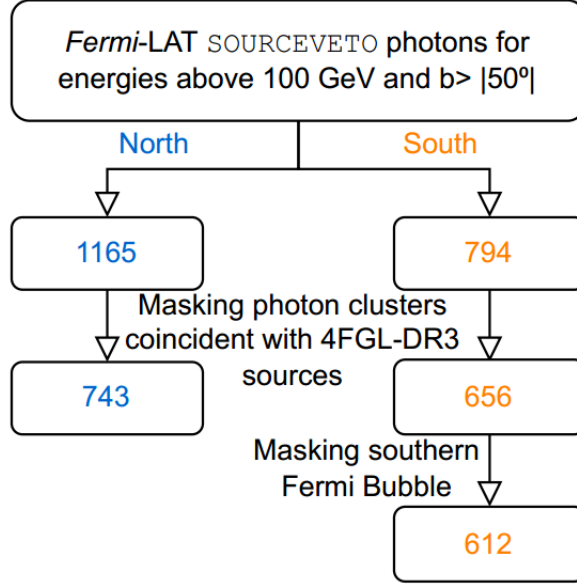 Fermi-LAT SOURCEVETO photons for
energies above 100 GeV and b> |50º|
North
South
1165
794
Masking photon clusters
coincident with 4FGL-DR3
sources
743
656
Masking southern
Fermi Bubble
612